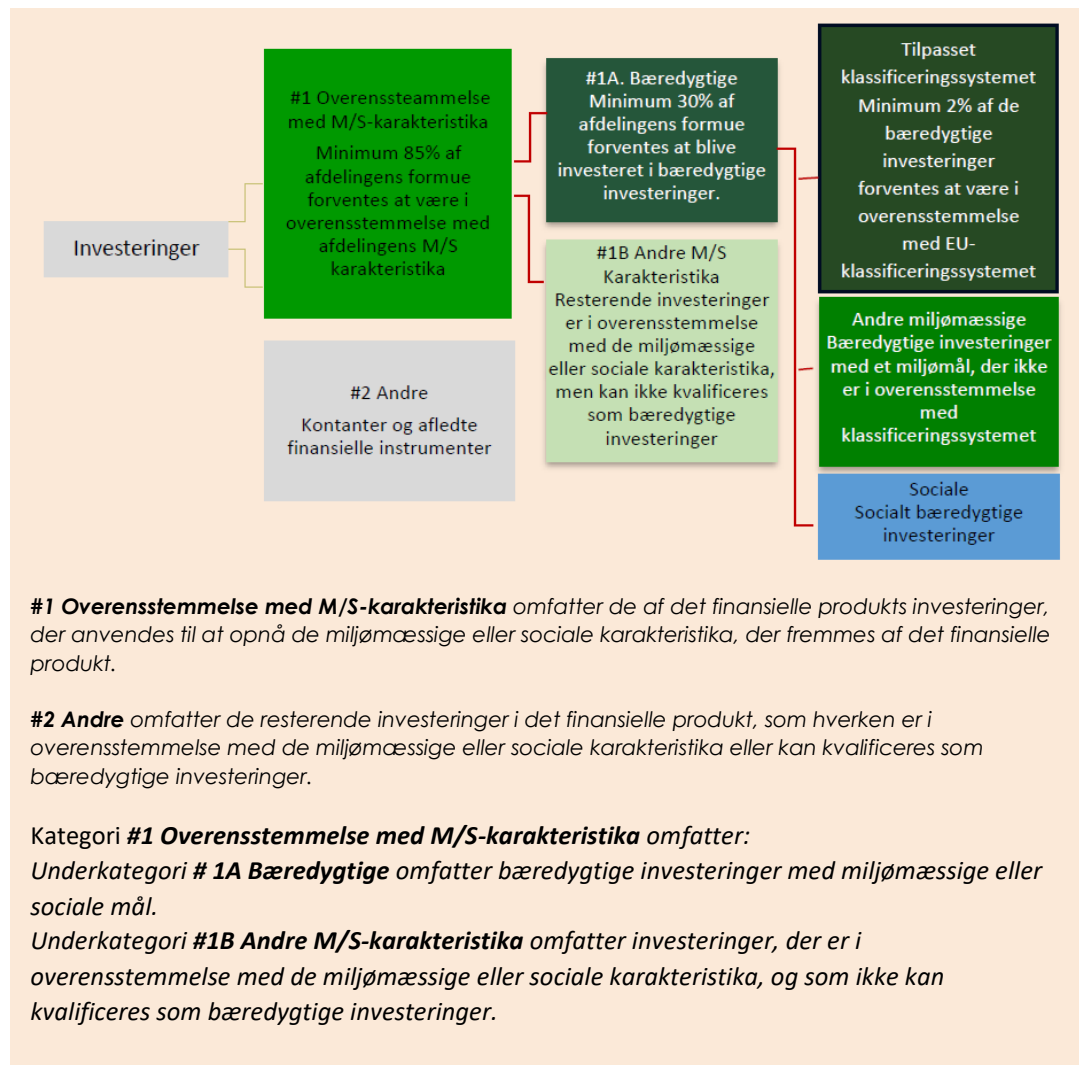 Investeringer
#1 Overenssteammelse
med M/S-karakteristika
Minimum 85% af
afdelingens formue
forventes at være i
overensstemmelse med
afdelingens M/S
karakteristika
#2 Andre
Kontanter og afledte
finansielle instrumenter
#1A. Bæredygtige
Minimum 30% af
afdelingens formue
forventes at blive
investeret i bæredygtige
investeringer.
#1B Andre M/S
Karakteristika
Resterende investeringer
er i overensstemmelse
med de miljømæssige
eller sociale karakteristika,
men kan ikke kvalificeres
som bæredygtige
investeringer
Tilpasset
klassificeringssystemet
Minimum 2% af de
bæredygtige
investeringer
forventes at være i
overensstemmelse
med EU-
klassificeringssystemet
Andre miljømæssige
Bæredygtige investeringer
med et miljømål, der ikke
er i overensstemmelse
med
klassificeringssystemet
Sociale
Socialt bæredygtige
investeringer
#1 Overensstemmelse med M/S-karakteristika omfatter de af det finansielle produkts investeringer,
der anvendes til at opnå de miljømæssige eller sociale karakteristika, der fremmes af det finansielle
produkt.
#2 Andre omfatter de resterende investeringer i det finansielle produkt, som hverken er i
overensstemmelse med de miljømæssige eller sociale karakteristika eller kan kvalificeres som
bæredygtige investeringer.
Kategori #1 Overensstemmelse med M/S-karakteristika omfatter:
Underkategori # 1A Bæredygtige omfatter bæredygtige investeringer med miljømæssige eller
sociale mål.
Underkategori #1B Andre M/S-karakteristika omfatter investeringer, der er i
overensstemmelse med de miljømæssige eller sociale karakteristika, og som ikke kan
kvalificeres som bæredygtige investeringer.